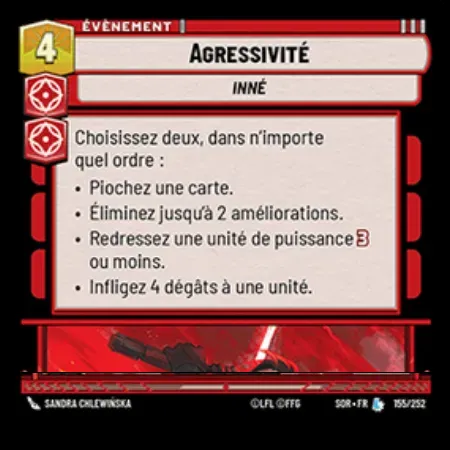 ÉVÈNEMENT
4
AGRESSIVITÉ
INNÉ
Choisissez deux, dans n'importe
quel ordre :
• Piochez une carte.
• Éliminez jusqu'à 2 améliorations.
• Redressez une unité de puissance 3
ou moins.
• Infligez 4 dégâts à une unité.
SANDRA CHLEWIŃSKA ©LFL ©FFG SOR • FR 155/252